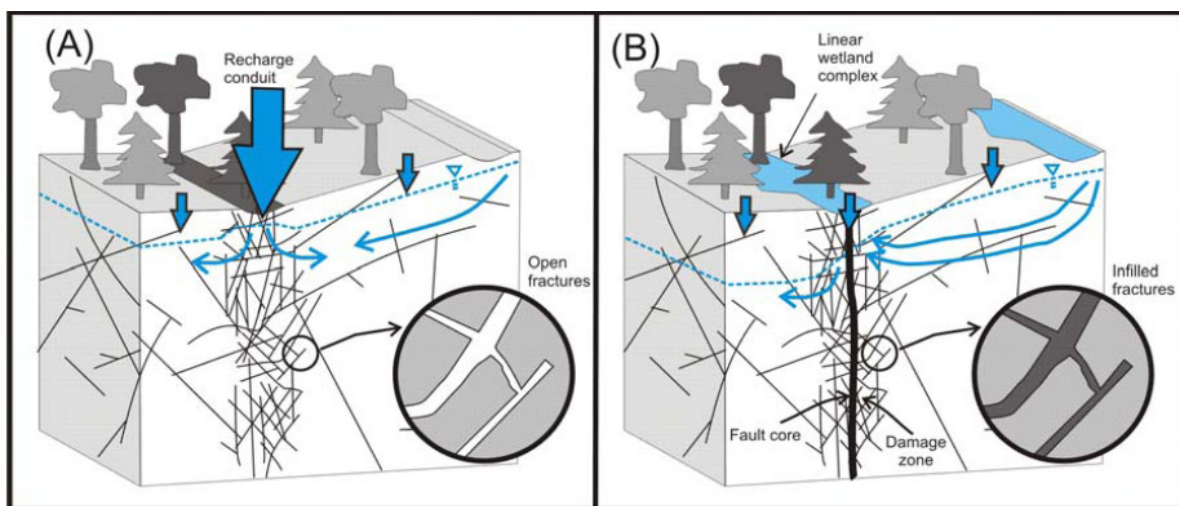 (A)
Recharge
conduit
Open
fractures
(B)
Linear
wetland
complex
Infilled
fractures
Fault core
Damage
zone